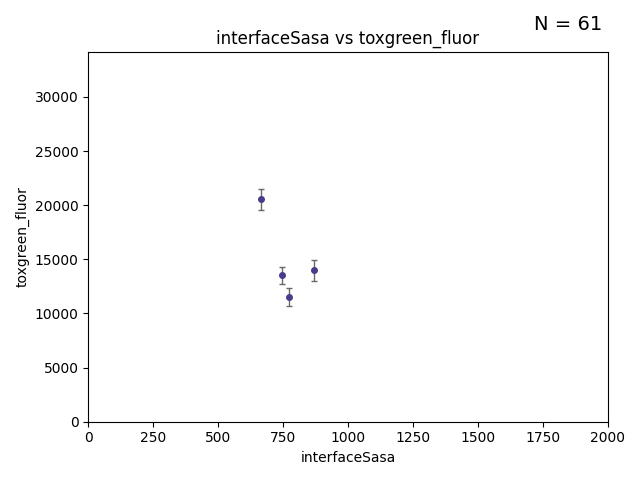 N = 61
interfaceSasa vs toxgreen_fluor
30000
25000
20000
15000
10000
5000
0
toxgreen_fluor
0 250 500 750 1000 1250 1500 1750 2000
interfaceSasa